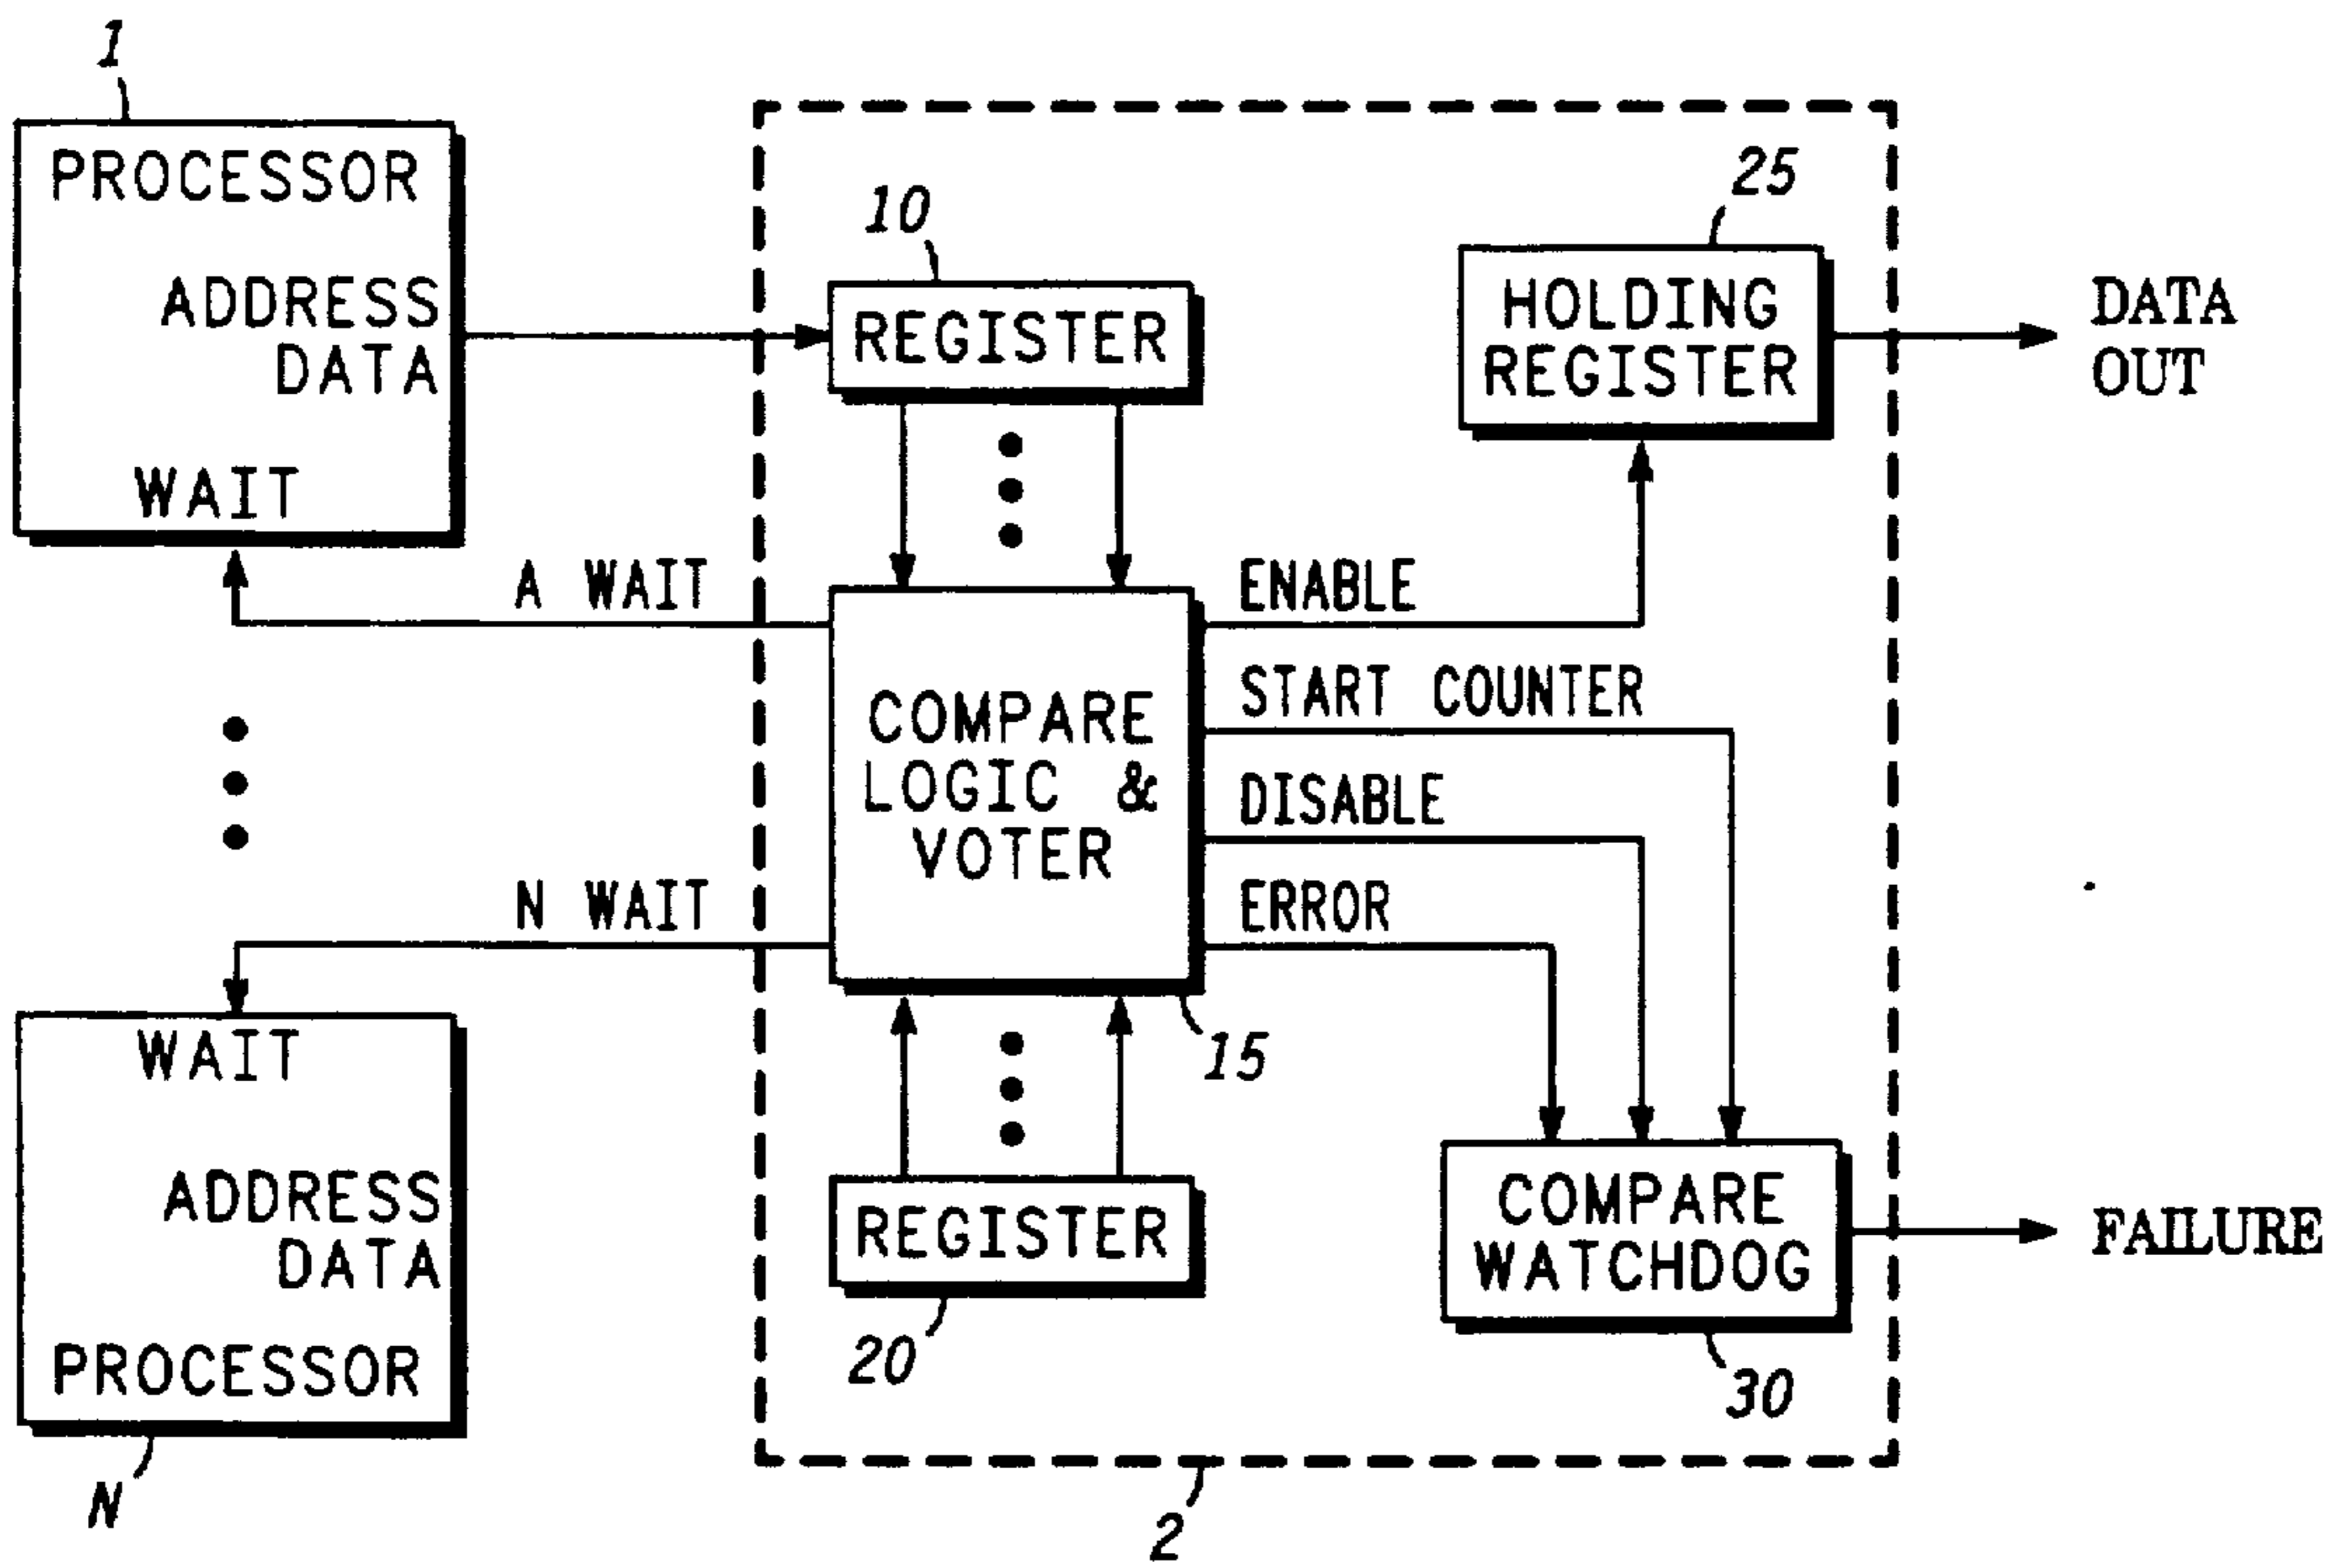 1
PROCESSOR
ADDRESS
DATA
WAIT
10
REGISTER
25
HOLDING
REGISTER
DATA
OUT
A WAIT
ENABLE
START COUNTER
COMPARE
LOGIC &
VOTER
DISABLE
N WAIT
ERROR
15
WAIT
ADDRESS
DATA
PROCESSOR
N
REGISTER
20
COMPARE
WATCHDOG
30
FAILURE
2